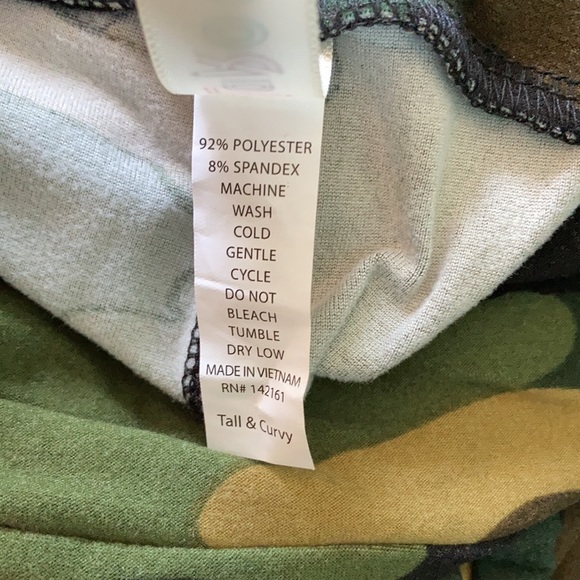 92% POLYESTER
8% SPANDEX
MACHINE
WASH
COLD
GENTLE
CYCLE
DO NOT
BLEACH
TUMBLE
DRY LOW
MADE IN VIETNAM
RN# 142161
Tall & Curvy